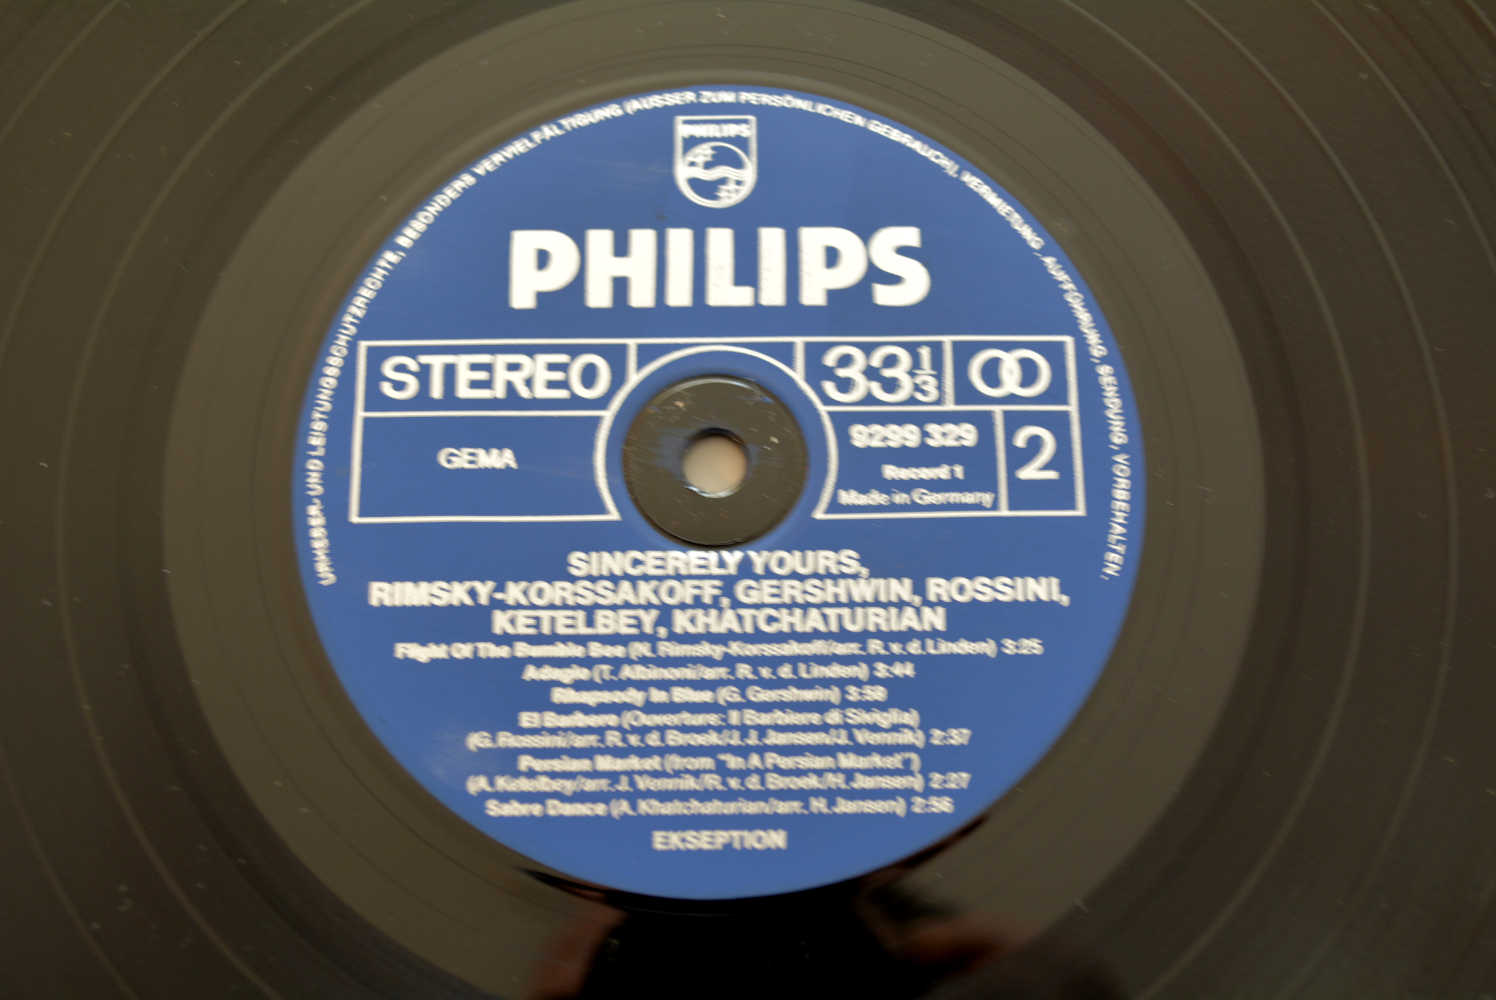 URHEBER- UND LEISTUNGSSCHUTZRECHTE, BESONDERS VERVIELFÄLTIGUNG (AUSSER ZUM PERSÖNLICHEN GEBRAUCH), VERMIETUNG, AUFFÜHRUNG, SENDUNG, VORBEHALTEN.
PHILIPS
PHILIPS
STEREO
33 1/3
GEMA
9299 329
2
Record 1
Made in Germany
SINCERELY YOURS,
RIMSKY-KORSSAKOFF, GERSHWIN, ROSSINI,
KETELBEY, KHATCHATURIAN
Flight Of The Bumble Bee (N. Rimsky-Korssakoff/arr. R. v. d. Linden) 3:25
Adagio (T. Albinoni/arr. R. v. d. Linden) 3:44
Rhapsody In Blue (G. Gershwin) 3:59
El Barbero (Ouverture: Il Barbiere di Siviglia)
(G. Rossini/arr. R. v. d. Broek/J. J. Jansen/J. Vennik) 2:37
Persian Market (from "In A Persian Market")
(A. Ketelbey/arr. J. Vennik/R. v. d. Broek/H. Jansen) 2:27
Sabre Dance (A. Khatchaturian/arr. H. Jansen) 2:56
EKSEPTION